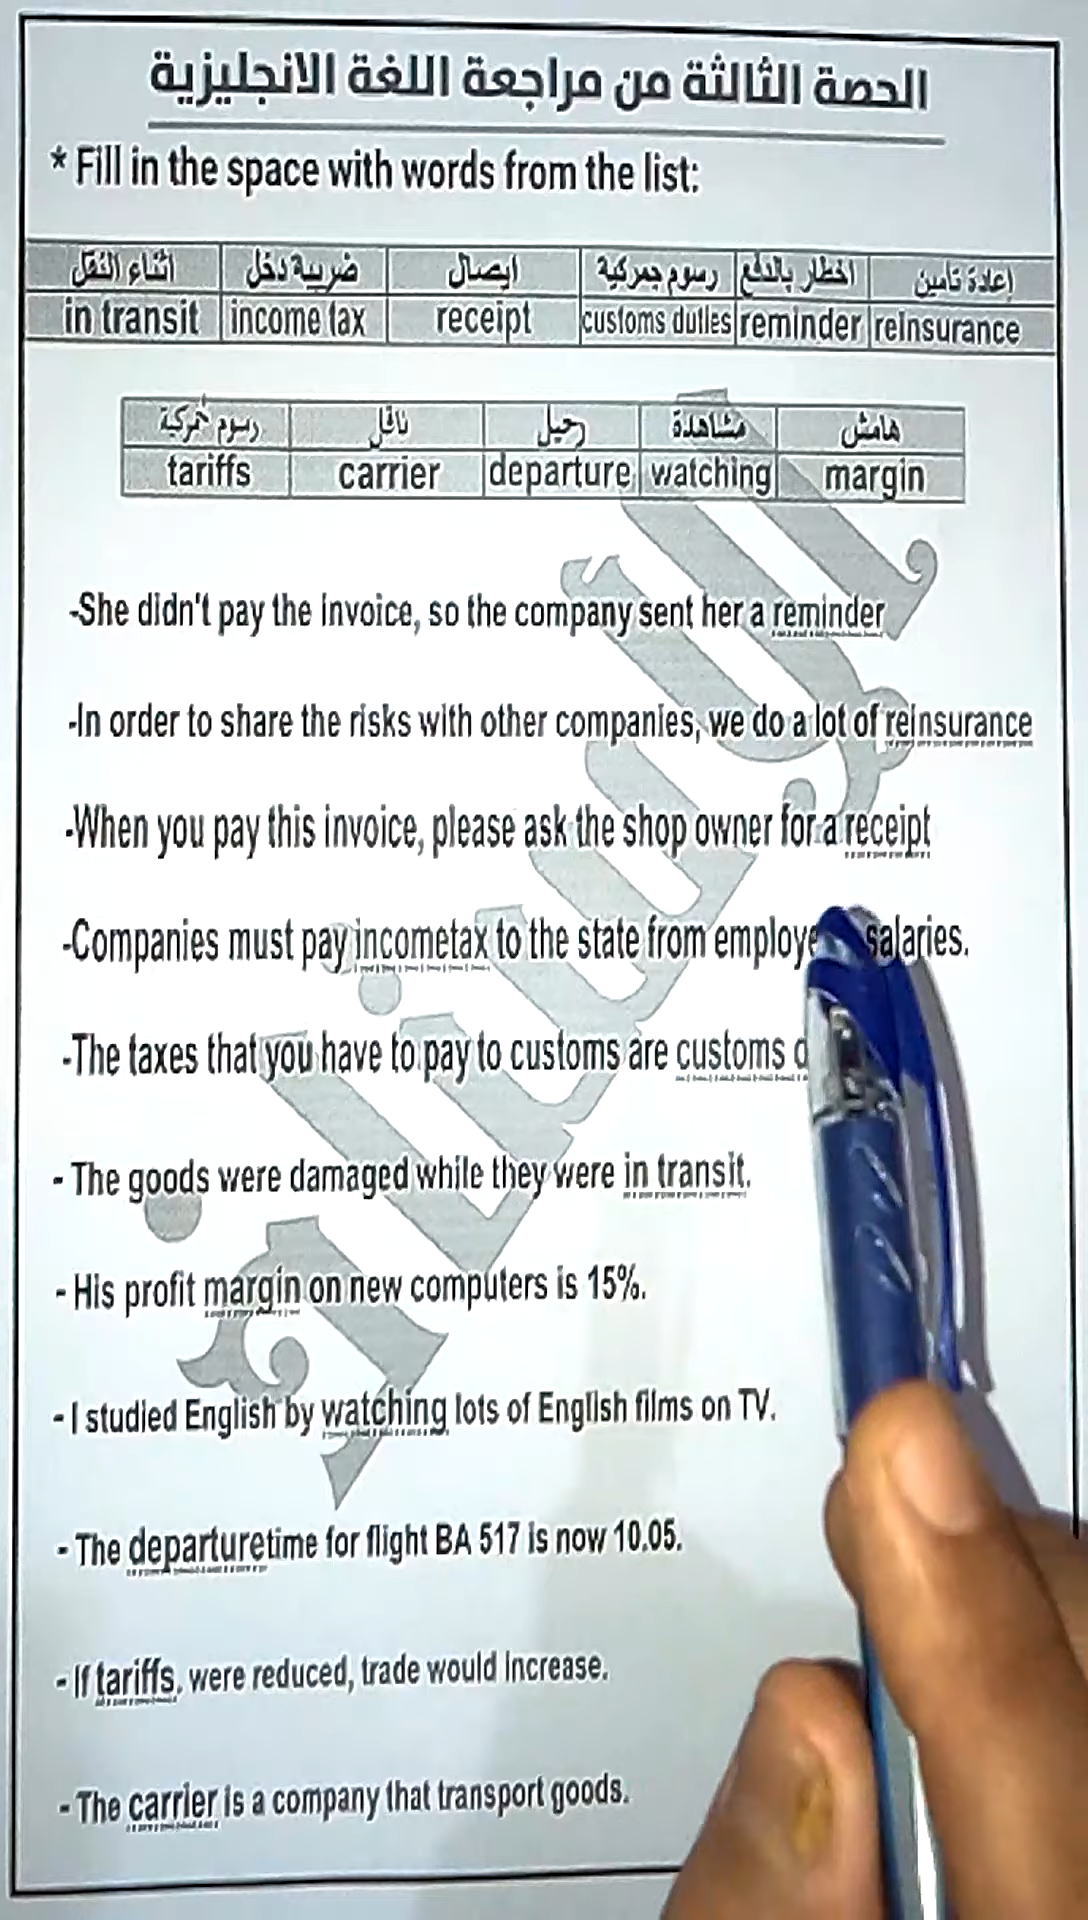 الحصة الثالثة من مراجعة اللغة الانجليزية
* Fill in the space with words from the list:
اثناء النقل ضريبة دخل ايصال رسوم جمركية اخطار بالدفع إعادة تأمين
in transit income tax receipt customs duties reminder reinsurance
رسوم جمركية ناقل رحيل مشاهدة هامش
tariffs carrier departure watching margin
-She didn't pay the invoice, so the company sent her a reminder
-In order to share the risks with other companies, we do a lot of reinsurance
-When you pay this invoice, please ask the shop owner for a receipt
-Companies must pay incometax to the state from salaries.
-The taxes that you have to pay to customs are customs
- The goods were damaged while they were in transit.
- His profit margin on new computers is 15%.
- I studied English by watching lots of English films on TV.
- The departuretime for flight BA 517 is now 10.05.
- If tariffs. were reduced, trade would increase.
- The carrier is a company that transport goods.